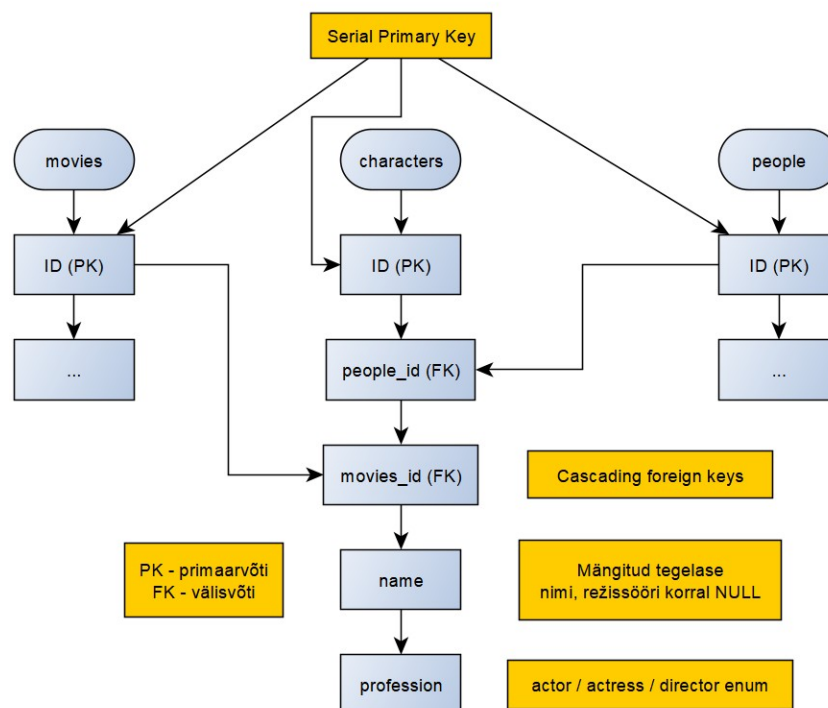 Serial Primary Key
movies
characters
people
ID (PK)
ID (PK)
ID (PK)
...
people_id (FK)
...
movies_id (FK)
Cascading foreign keys
PK - primaarvõti
FK - välisvõti
name
Mängitud tegelase
nimi, režissööri korral NULL
profession
actor / actress / director enum